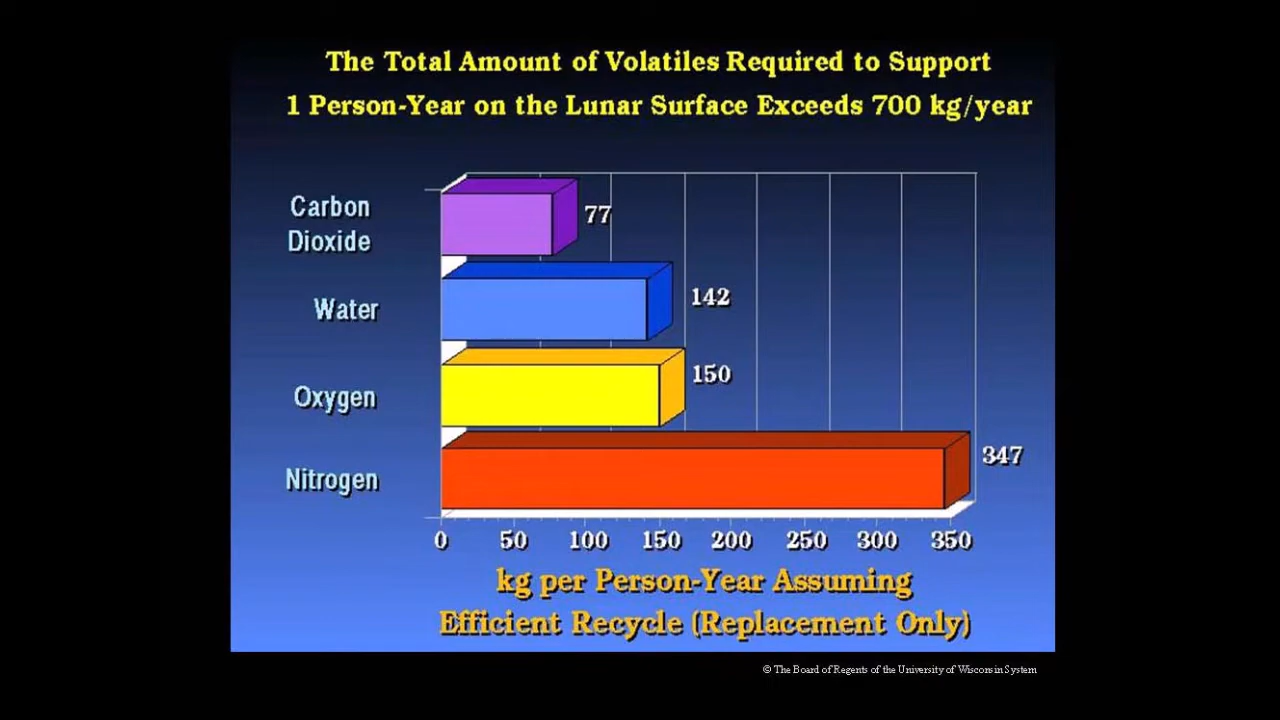 The Total Amount of Volatiles Required to Support
1 Person-Year on the Lunar Surface Exceeds 700 kg/year
Carbon
Dioxide
77
Water
142
Oxygen
150
Nitrogen
347
0 50 100 150 200 250 300 350
kg per Person-Year Assuming
Efficient Recycle (Replacement Only)
© The Board of Regents of the University of Wisconsin System